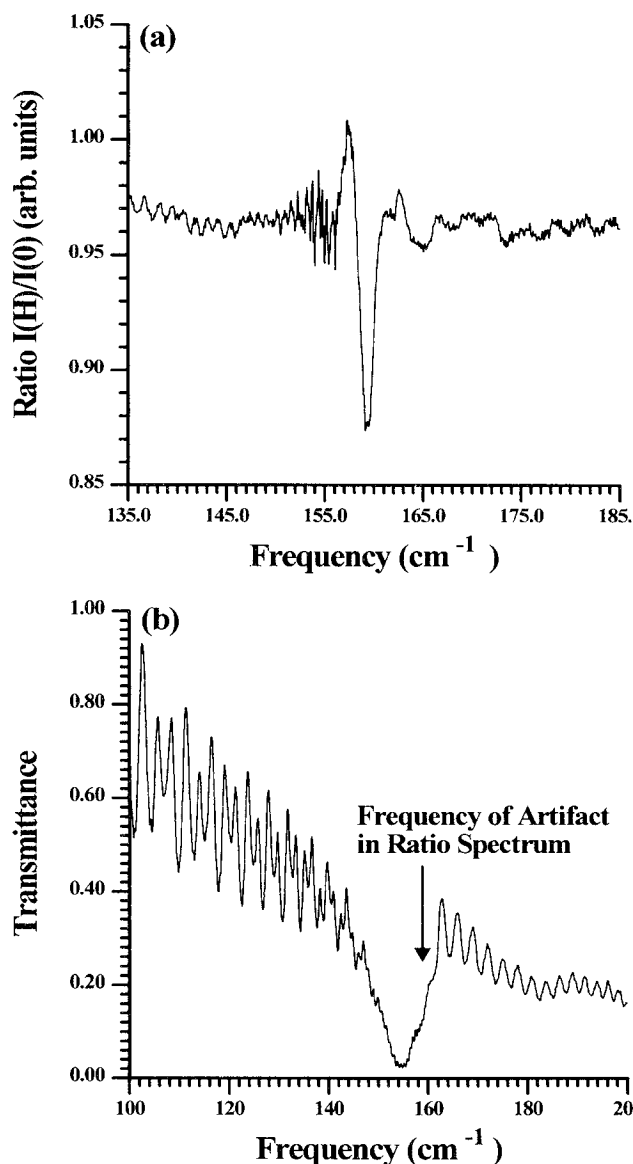 (a)
Ratio I(H)/I(0) (arb. units)
1.05
1.00
0.95
0.90
0.85
135.0 145.0 155.0 165.0 175.0 185.
Frequency (cm -1 )
(b)
Transmittance
1.00
0.80
0.60
0.40
0.20
0.00
Frequency of Artifact
in Ratio Spectrum
100 120 140 160 180 20
Frequency (cm -1 )